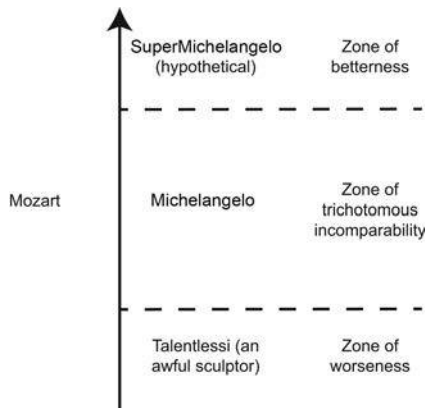 SuperMichelangelo
(hypothetical)
Zone of
betterness
Mozart
Michelangelo
Zone of
trichotomous
incomparability
Talentlessi (an
awful sculptor)
Zone of
worseness